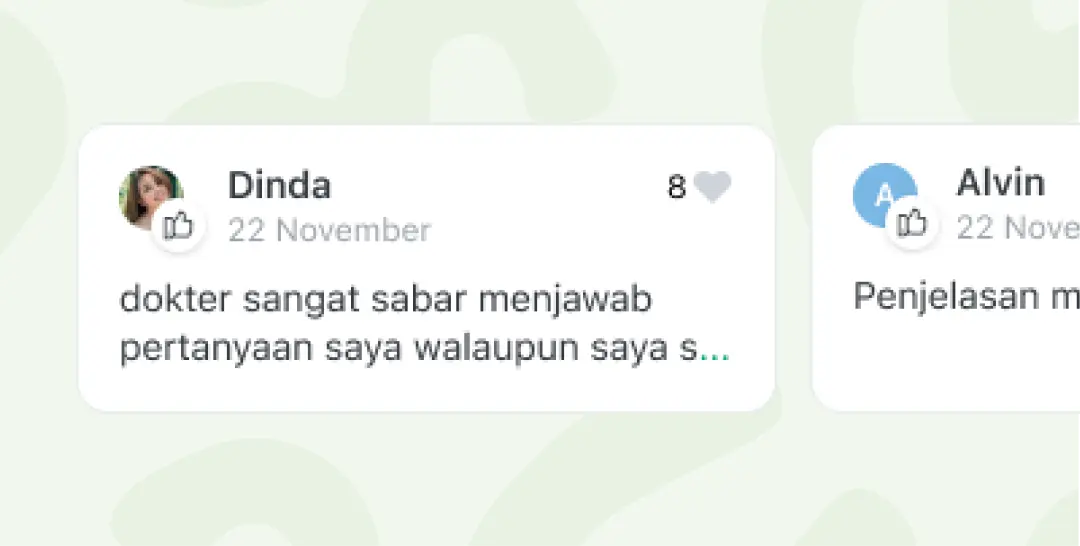 Dinda
8
22 November
dokter sangat sabar menjawab
pertanyaan saya walaupun saya s...
A
Alvin
22 Nove
Penjelasan m